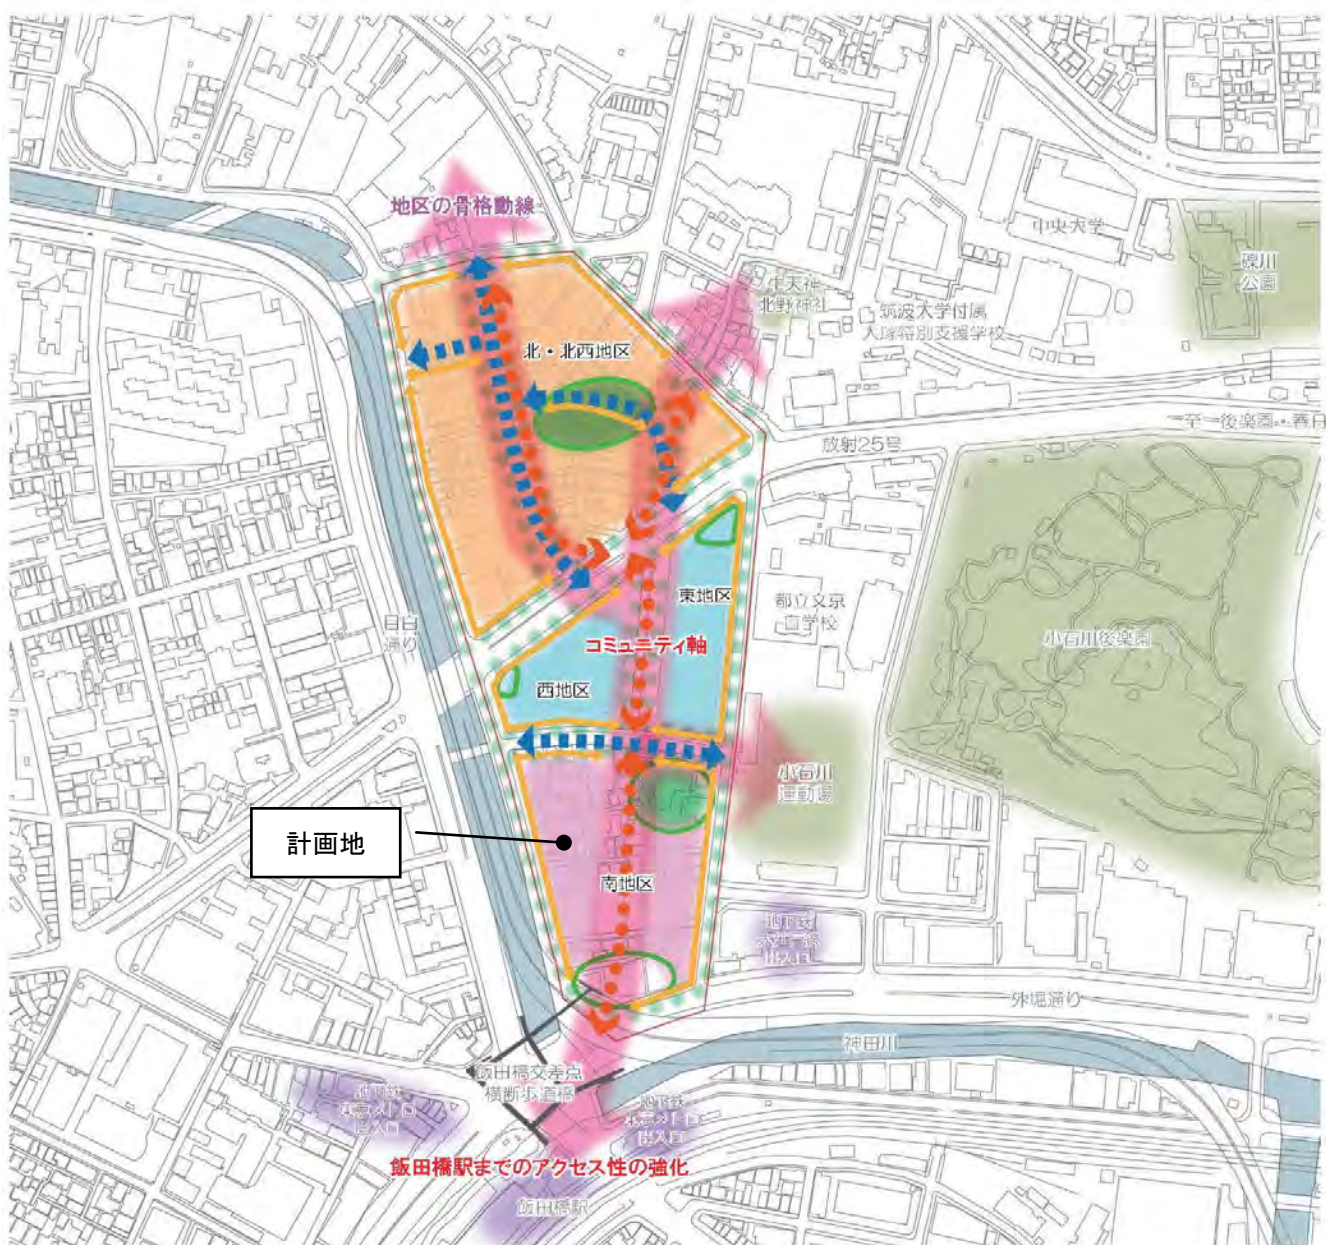 地区の骨格動線
中央大学
礫川
公園
牛天神
北野神社
筑波大学付属
大塚特別支援学校
北・北西地区
至 後楽園・春日
放射25号
東地区
都立文京
盲学校
目白
通り
コミュニティ軸
小石川後楽園
西地区
小石川
運動場
計画地
南地区
地下鉄
大江戸線
出入口
外堀通り
神田川
飯田橋交差点
横断歩道橋
地下鉄
東京メトロ
出入口
地下鉄
東京メトロ
出入口
飯田橋駅までのアクセス性の強化
飯田橋駅